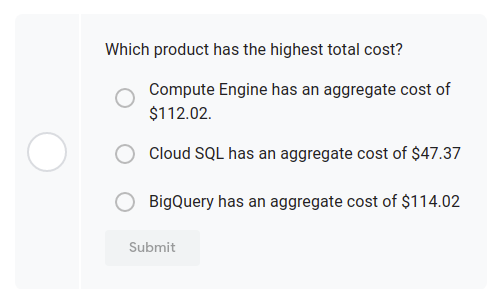 Which product has the highest total cost?
Compute Engine has an aggregate cost of
$112.02.
Cloud SQL has an aggregate cost of $47.37
BigQuery has an aggregate cost of $114.02
Submit